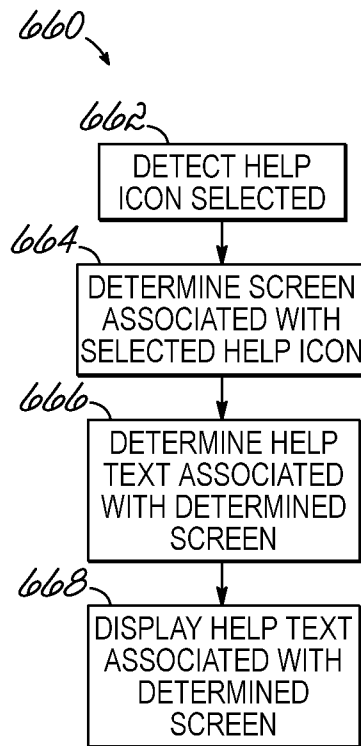 660
662
DETECT HELP
ICON SELECTED
664
DETERMINE SCREEN
ASSOCIATED WITH
SELECTED HELP ICON
666
DETERMINE HELP
TEXT ASSOCIATED
WITH DETERMINED
SCREEN
668
DISPLAY HELP TEXT
ASSOCIATED WITH
DETERMINED
SCREEN